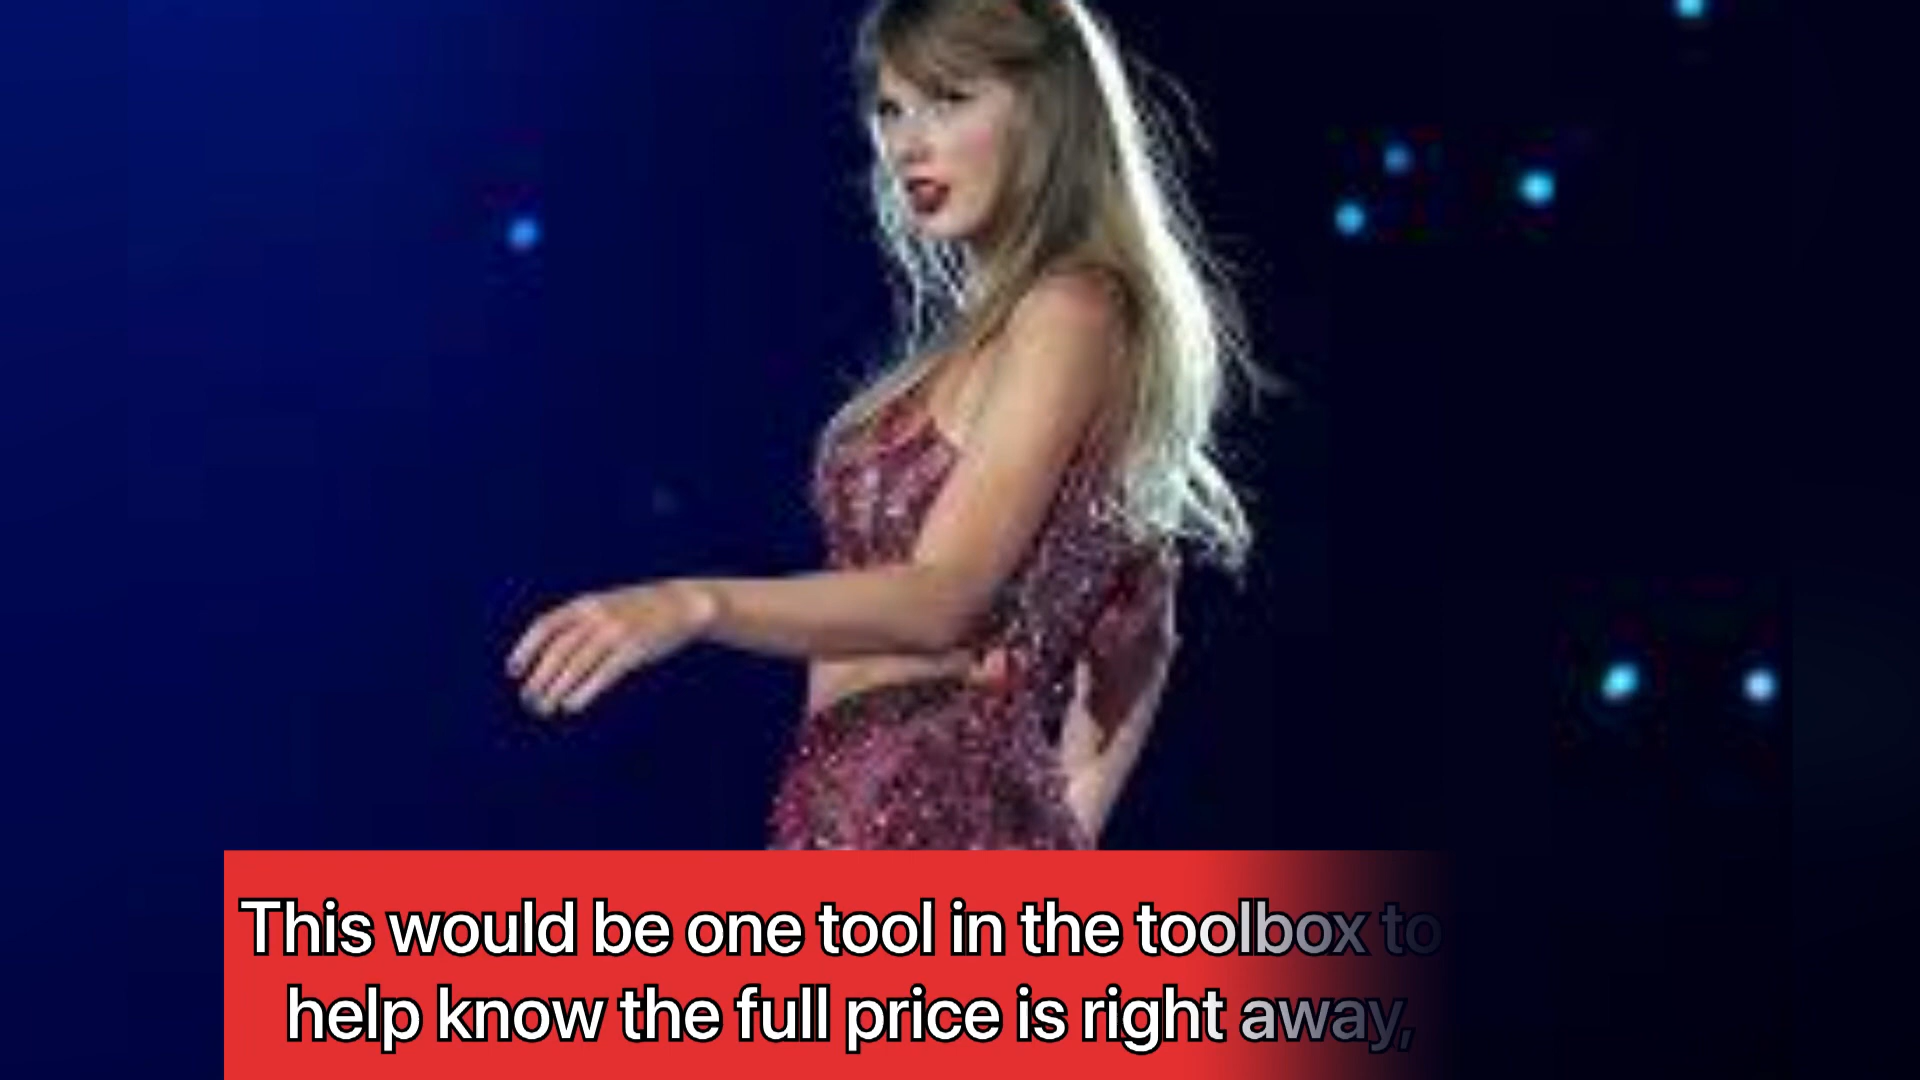 This would be one tool in the toolbox to
help know the full price is right away,